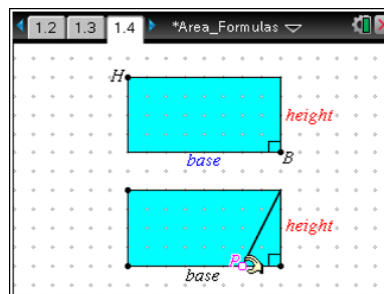 1.2 1.3 1.4 *Area_Formulas
H
height
base
B
height
P
base